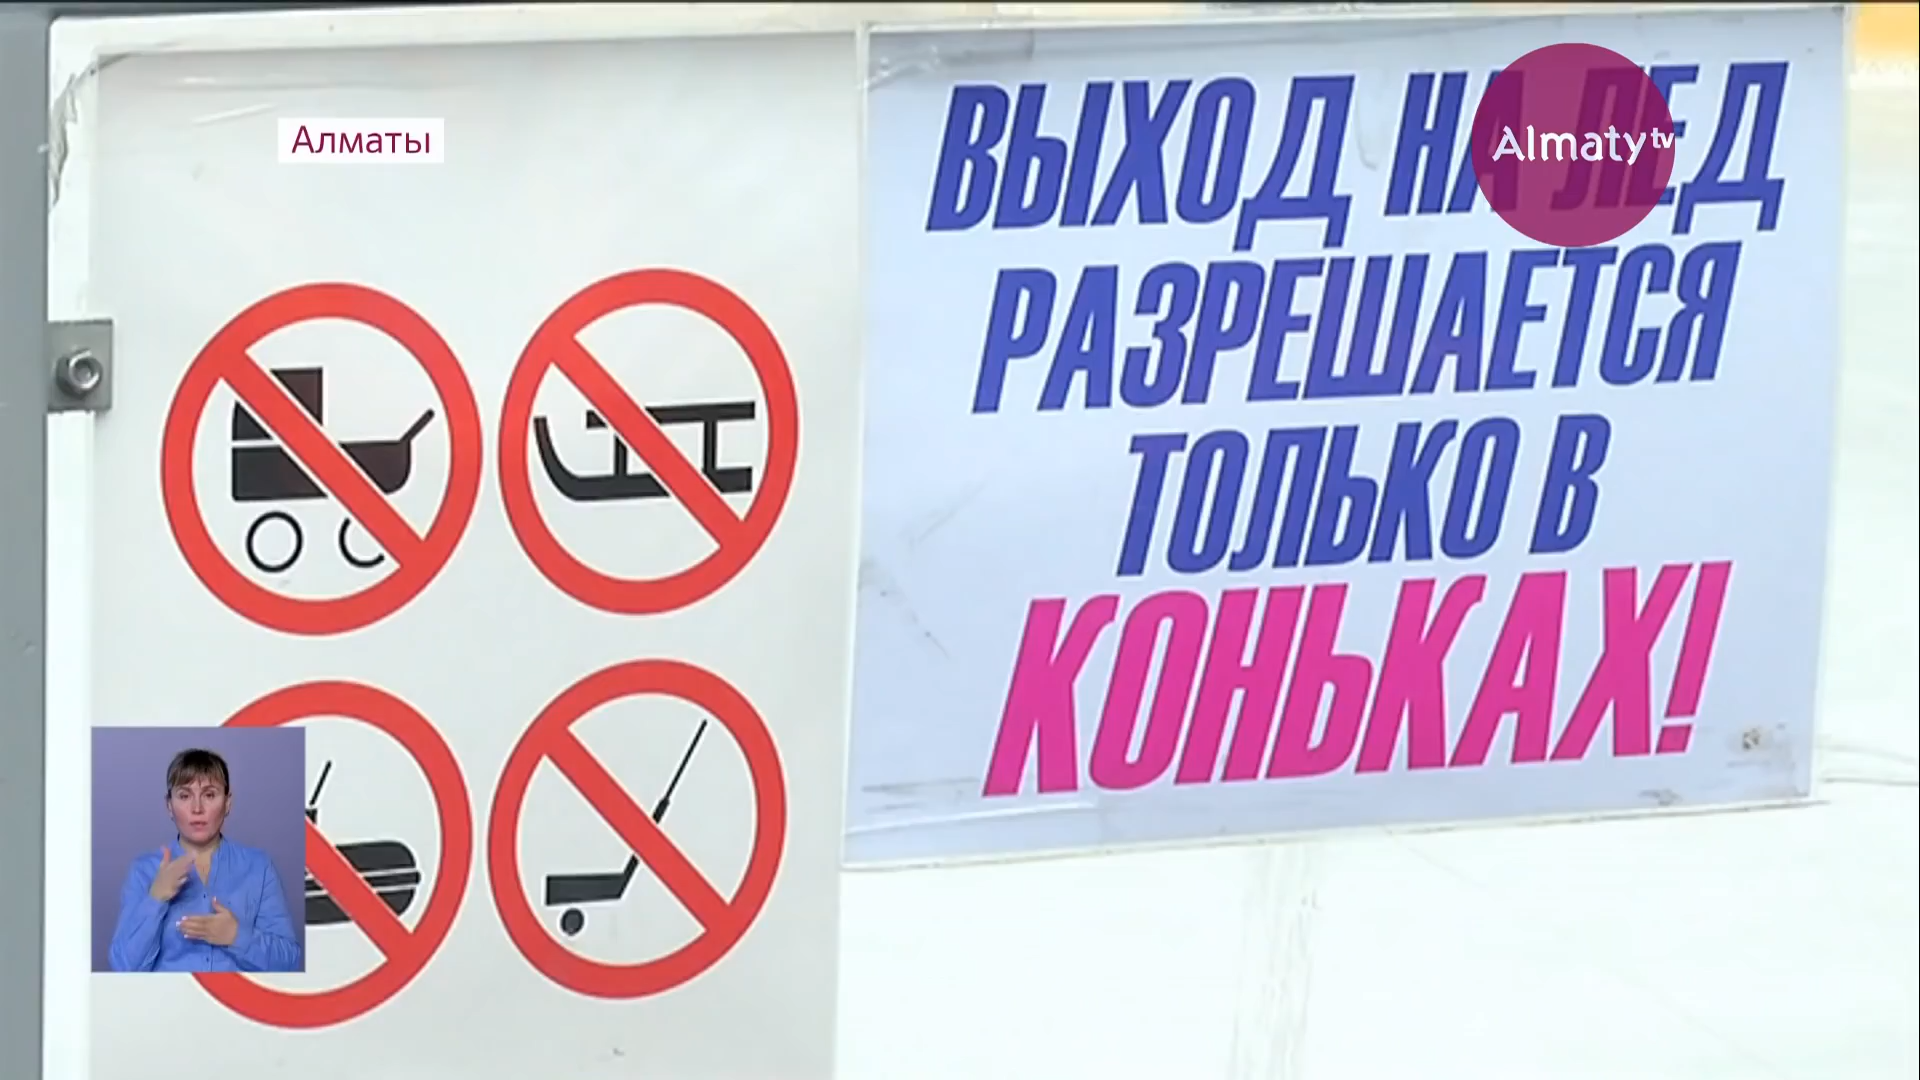 Алматы
ВЫХОД НА ЛЕД
Almaty tv
РАЗРЕШАЕТСЯ
ТОЛЬКО В
КОНЬКАХ!